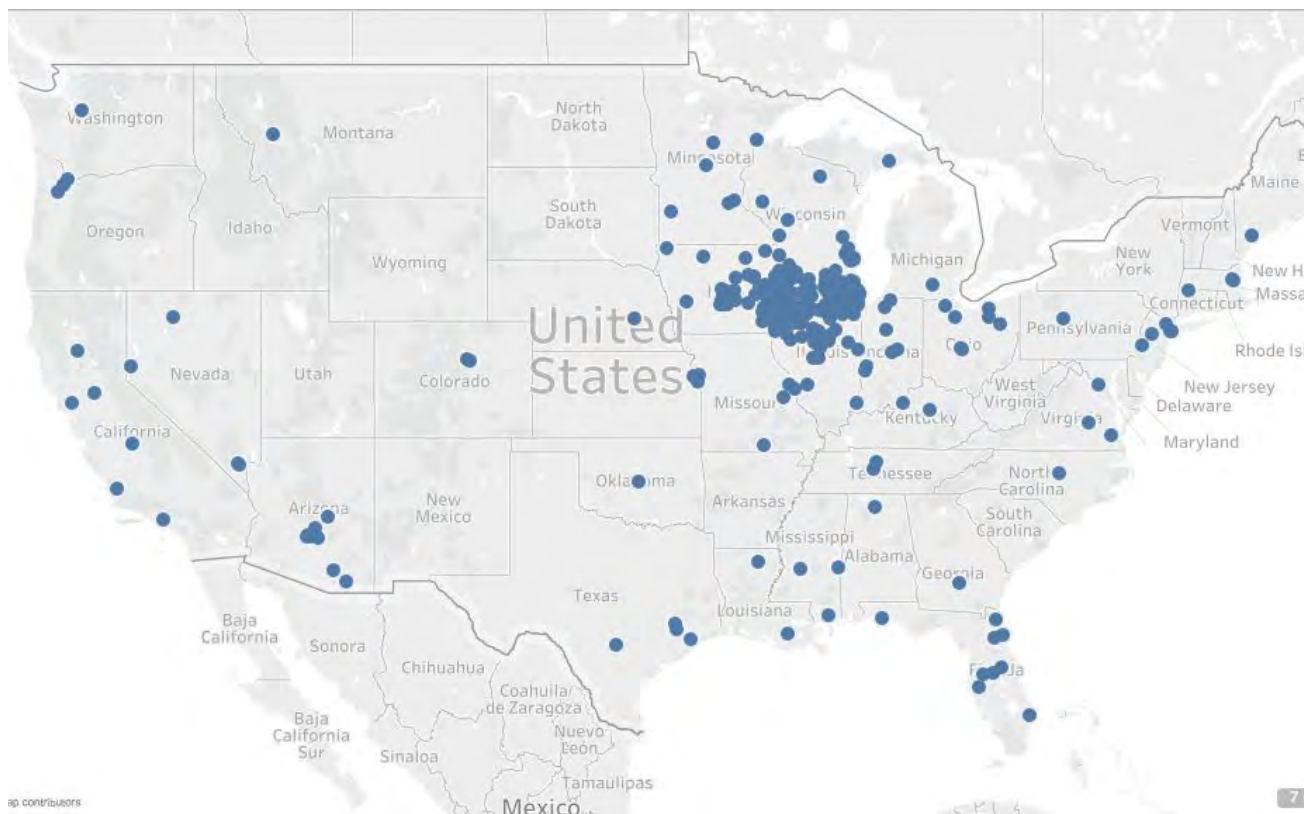 North
Dakota
Washington
Montana
Minnesota
Maine
South
Dakota
Wisconsin
Vermont
Oregon
Idaho
Michigan
New
York
Wyoming
New H
Massa
Connecticut
United
States
Pennsylvania
Nevada
Utah
Colorado
Illinois
Indiana
Ohio
Rhode Isl
West
Virginia
New Jersey
Delaware
Missouri
Kentucky
Virginia
Maryland
California
Oklahoma
Tennessee
North
Carolina
Arizona
New
Mexico
Arkansas
South
Carolina
Mississippi
Alabama
Georgia
Texas
Louisiana
Baja
California
Sonora
Chihuahua
Florida
Coahuila
de Zaragoza
Baja
California
Sur
Sinaloa
Nuevo
León
Tamaulipas
México
ap contributors
7